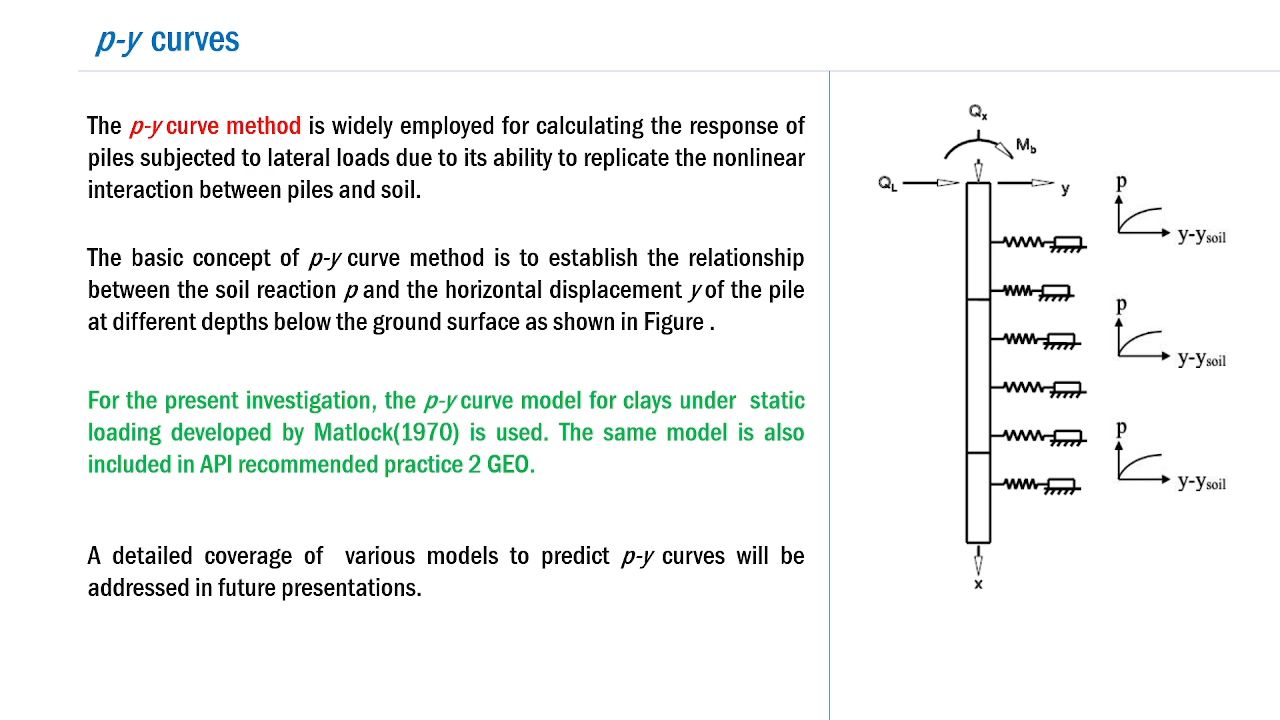 p-y curves
The p-y curve method is widely employed for calculating the response of
piles subjected to lateral loads due to its ability to replicate the nonlinear
interaction between piles and soil.
The basic concept of p-y curve method is to establish the relationship
between the soil reaction p and the horizontal displacement y of the pile
at different depths below the ground surface as shown in Figure .
For the present investigation, the p-y curve model for clays under static
loading developed by Matlock(1970) is used. The same model is also
included in API recommended practice 2 GEO.
A detailed coverage of various models to predict p-y curves will be
addressed in future presentations.
Qx
Mb
QL
y
p
y-ysoil
p
y-ysoil
p
y-ysoil
x